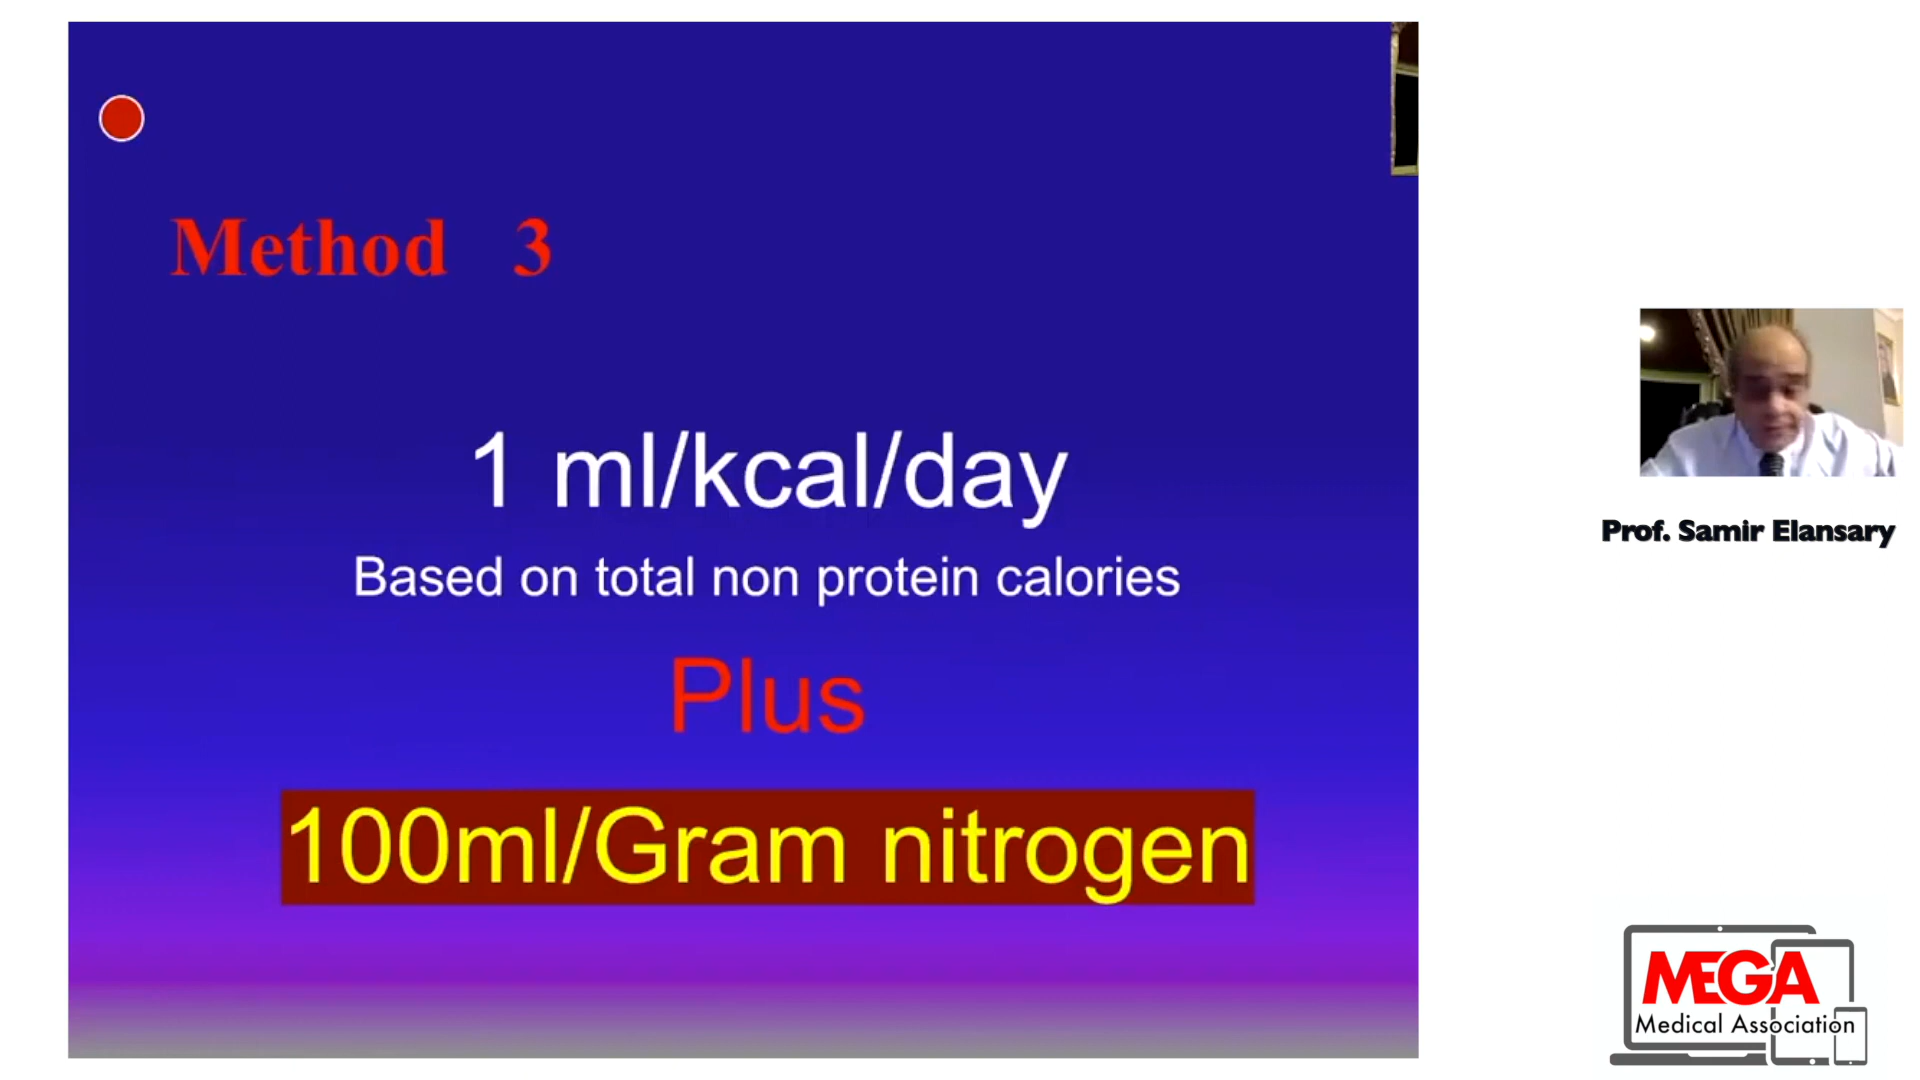 Method 3
1 ml/kcal/day
Based on total non protein calories
Plus
100ml/Gram nitrogen
Prof. Samir Elansary
MEGA
Medical Association